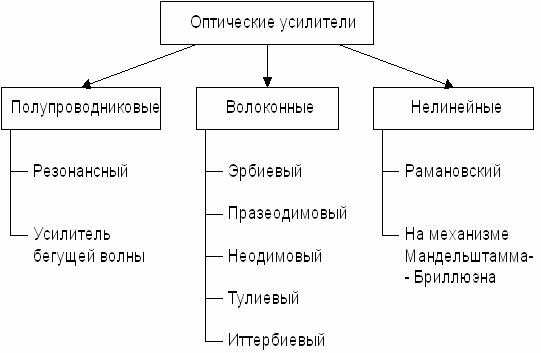 Оптические усилители
Полупроводниковые
Волоконные
Нелинейные
Резонансный
Усилитель
бегущей волны
Эрбиевый
Празеодимовый
Неодимовый
Тулиевый
Иттербиевый
Рамановский
На механизме
Мандельштамма-
- Бриллюэна